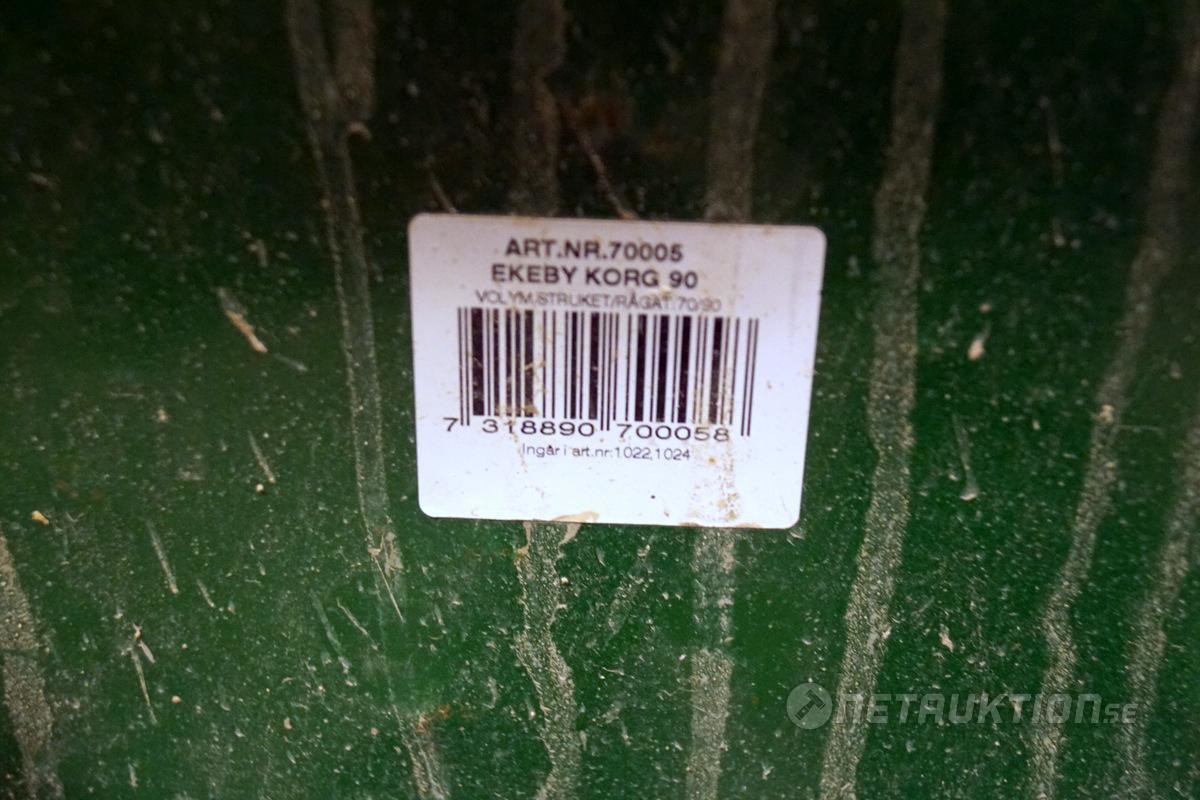 ART.NR.70005
EKEBY KORG 90
VOLYM/STRUKET/RÅGAT:70/90
7 318890 700058
Ingår i art.nr:1022,1024
NETAUKTION.SE